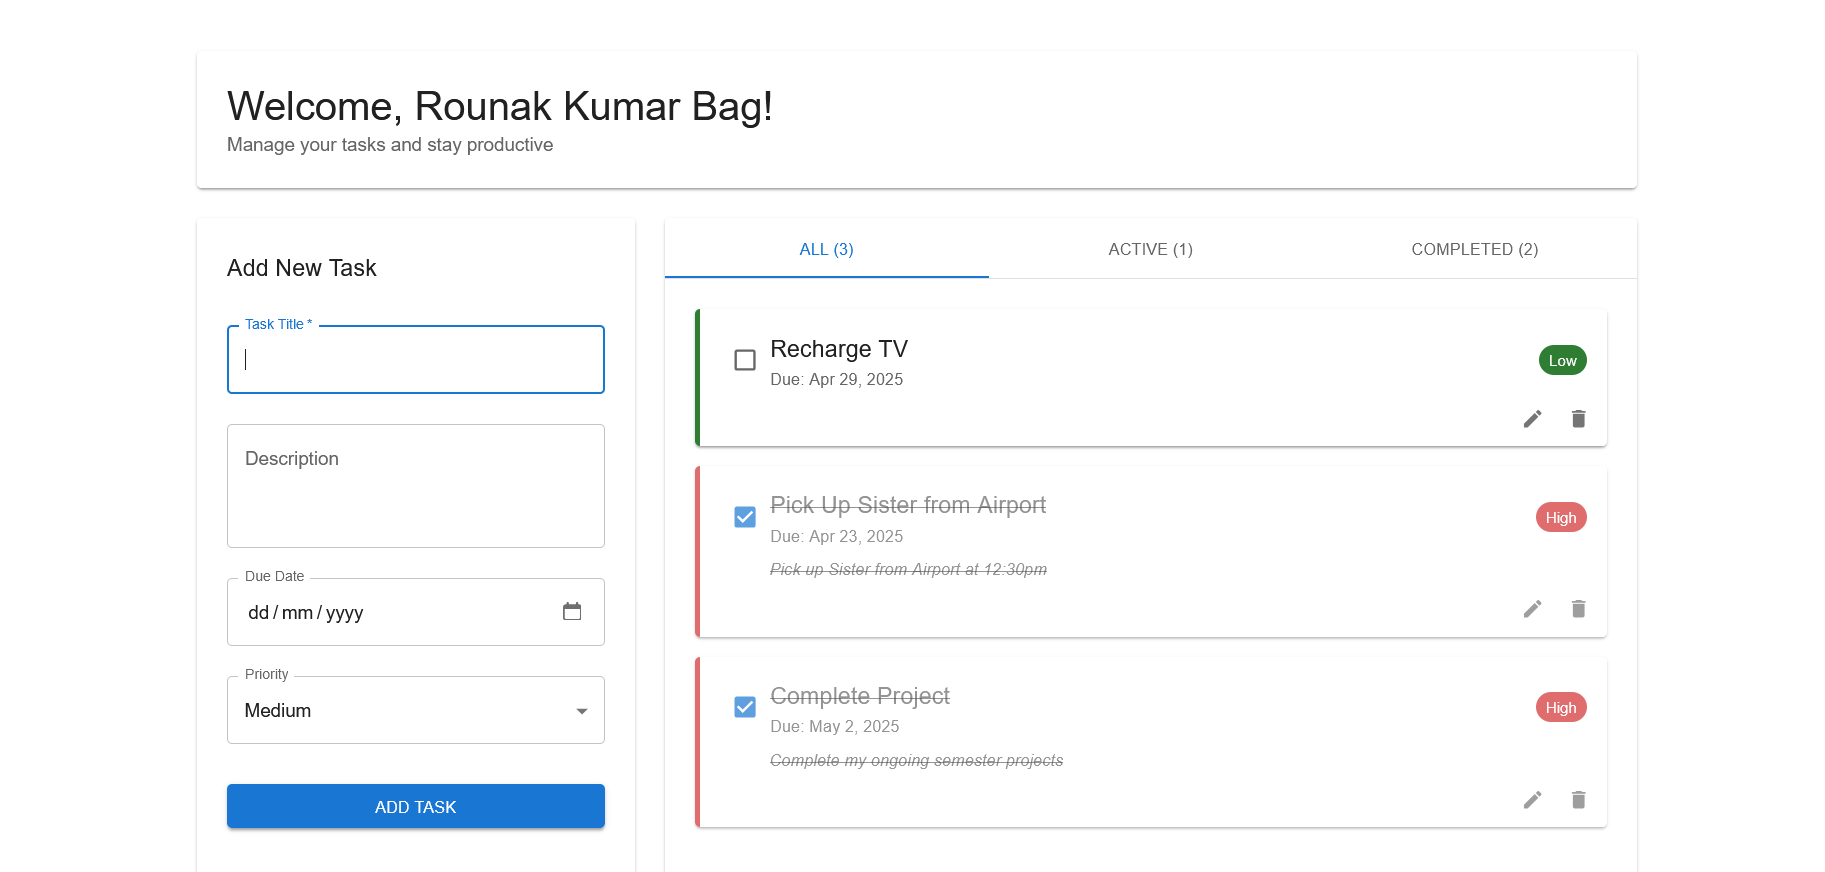 Welcome, Rounak Kumar Bag!
Manage your tasks and stay productive
Add New Task
Task Title *
Description
Due Date
dd/mm/yyyy
Priority
Medium
ADD TASK
ALL (3) ACTIVE (1) COMPLETED (2)
Recharge TV
Due: Apr 29, 2025
Low
Pick Up Sister from Airport
Due: Apr 23, 2025
Pick up Sister from Airport at 12:30pm
High
Complete Project
Due: May 2, 2025
Complete my ongoing semester projects
High